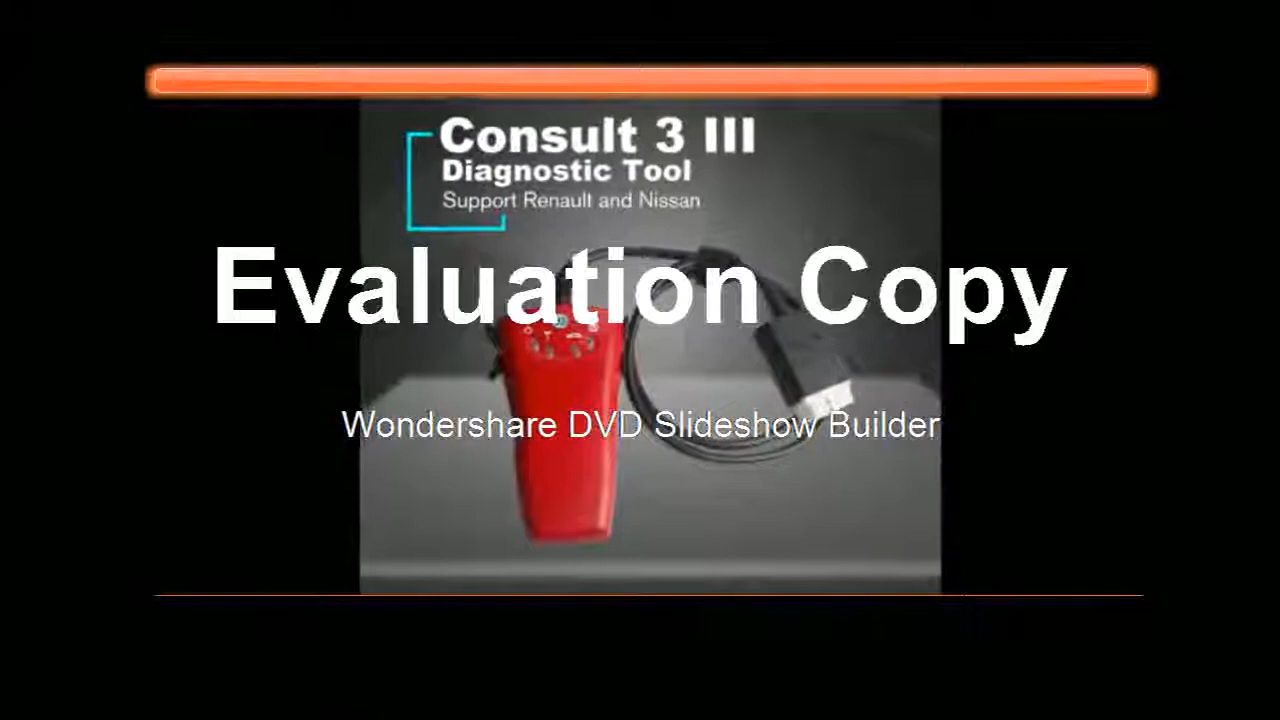 Consult 3 III
Diagnostic Tool
Support Renault and Nissan
Evaluation Copy
Wondershare DVD Slideshow Builder